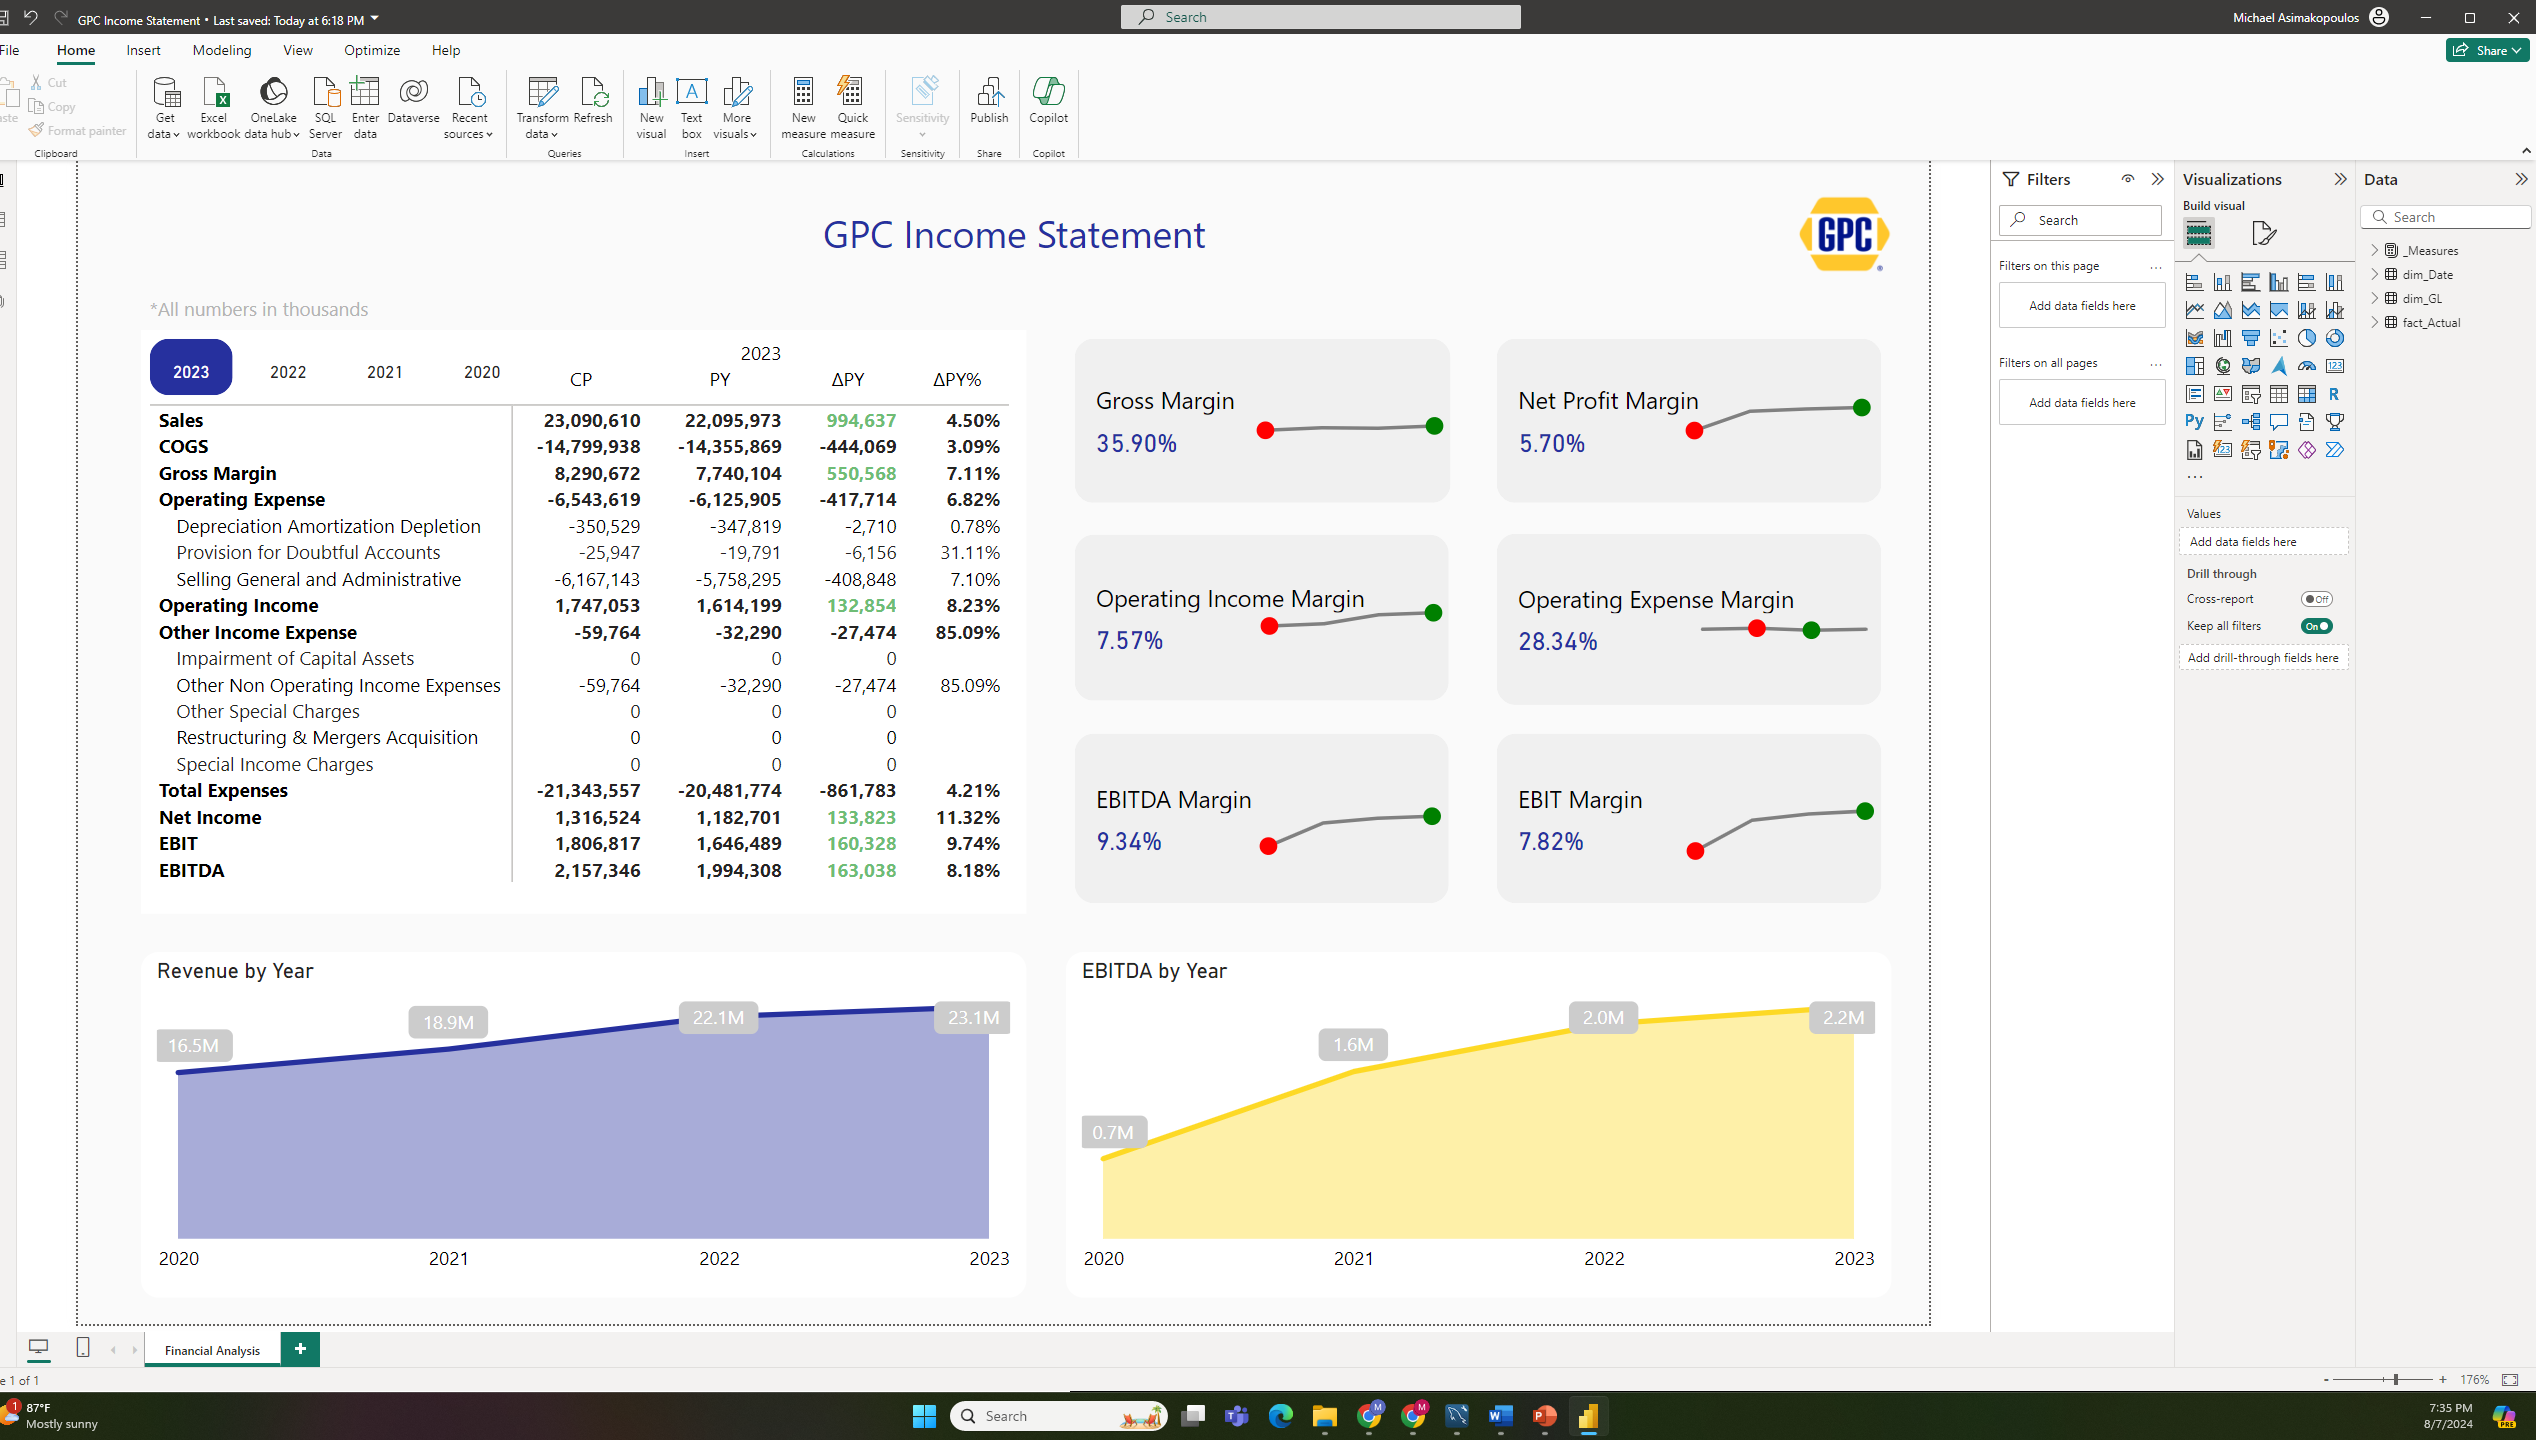 GPC Income Statement • Last saved: Today at 6:18 PM
Search
Michael Asimakopoulos
File Home Insert Modeling View Optimize Help
Share
Cut
Copy
Format painter
Get data
Excel workbook
OneLake data hub
SQL Server
Enter data
Dataverse
Recent sources
Transform data
Refresh
New visual
Text box
More visuals
New measure
Quick measure
Sensitivity
Publish
Copilot
Clipboard Data Queries Insert Calculations Sensitivity Share Copilot
GPC Income Statement
GPC
*All numbers in thousands
2023 2022 2021 2020
2023
CP PY ΔPY ΔPY%
Sales 23,090,610 22,095,973 994,637 4.50%
COGS -14,799,938 -14,355,869 -444,069 3.09%
Gross Margin 8,290,672 7,740,104 550,568 7.11%
Operating Expense -6,543,619 -6,125,905 -417,714 6.82%
Depreciation Amortization Depletion -350,529 -347,819 -2,710 0.78%
Provision for Doubtful Accounts -25,947 -19,791 -6,156 31.11%
Selling General and Administrative -6,167,143 -5,758,295 -408,848 7.10%
Operating Income 1,747,053 1,614,199 132,854 8.23%
Other Income Expense -59,764 -32,290 -27,474 85.09%
Impairment of Capital Assets 0 0 0
Other Non Operating Income Expenses -59,764 -32,290 -27,474 85.09%
Other Special Charges 0 0 0
Restructuring & Mergers Acquisition 0 0 0
Special Income Charges 0 0 0
Total Expenses -21,343,557 -20,481,774 -861,783 4.21%
Net Income 1,316,524 1,182,701 133,823 11.32%
EBIT 1,806,817 1,646,489 160,328 9.74%
EBITDA 2,157,346 1,994,308 163,038 8.18%
Gross Margin
35.90%
Net Profit Margin
5.70%
Operating Income Margin
7.57%
Operating Expense Margin
28.34%
EBITDA Margin
9.34%
EBIT Margin
7.82%
Revenue by Year
16.5M 18.9M 22.1M 23.1M
2020 2021 2022 2023
EBITDA by Year
0.7M 1.6M 2.0M 2.2M
2020 2021 2022 2023
Filters
Search
Filters on this page ...
Add data fields here
Filters on all pages ...
Add data fields here
Visualizations
Build visual
123
R
Py
...
Values
Add data fields here
Drill through
Cross-report Off
Keep all filters On
Add drill-through fields here
Data
Search
_Measures
dim_Date
dim_GL
fact_Actual
Financial Analysis +
e 1 of 1
- + 176%
1
87°F
Mostly sunny
Search
7:35 PM
8/7/2024